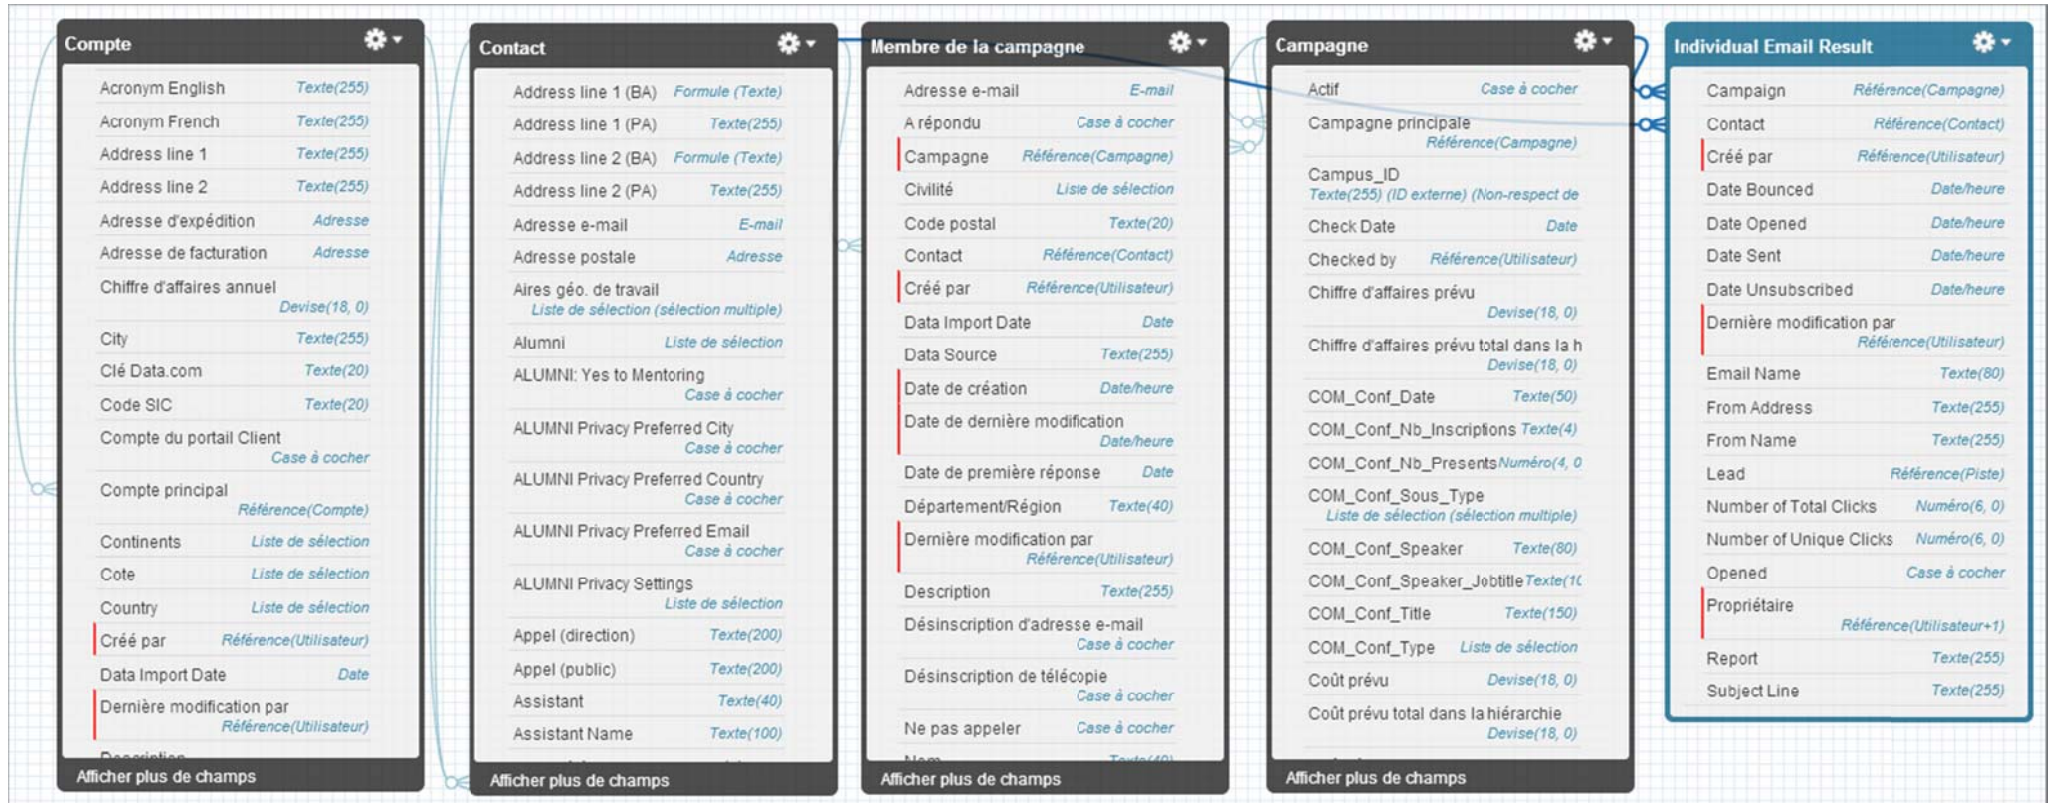 Compte
Acronym English Texte(255)
Acronym French Texte(255)
Address line 1 Texte(255)
Address line 2 Texte(255)
Adresse d'expédition Adresse
Adresse de facturation Adresse
Chiffre d'affaires annuel
Devise(18, 0)
City Texte(255)
Clé Data.com Texte(20)
Code SIC Texte(20)
Compte du portail Client
Case à cocher
Compte principal
Référence(Compte)
Continents Liste de sélection
Cote Liste de sélection
Country Liste de sélection
Créé par Référence(Utilisateur)
Data Import Date Date
Dernière modification par
Référence(Utilisateur)
Description
Afficher plus de champs
Contact
Address line 1 (BA) Formule (Texte)
Address line 1 (PA) Texte(255)
Address line 2 (BA) Formule (Texte)
Address line 2 (PA) Texte(255)
Adresse e-mail E-mail
Adresse postale Adresse
Aires géo. de travail
Liste de sélection (sélection multiple)
Alumni Liste de sélection
ALUMNI: Yes to Mentoring
Case à cocher
ALUMNI Privacy Preferred City
Case à cocher
ALUMNI Privacy Preferred Country
Case à cocher
ALUMNI Privacy Preferred Email
Case à cocher
ALUMNI Privacy Settings
Liste de sélection
Appel (direction) Texte(200)
Appel (public) Texte(200)
Assistant Texte(40)
Assistant Name Texte(100)
Afficher plus de champs
Membre de la campagne
Adresse e-mail E-mail
A répondu Case à cocher
Campagne Référence(Campagne)
Civilité Liste de sélection
Code postal Texte(20)
Contact Référence(Contact)
Créé par Référence(Utilisateur)
Data Import Date Date
Data Source Texte(255)
Date de création Date/heure
Date de dernière modification
Date/heure
Date de première réponse Date
Département/Région Texte(40)
Dernière modification par
Référence(Utilisateur)
Description Texte(255)
Désinscription d'adresse e-mail
Case à cocher
Désinscription de télécopie
Case à cocher
Ne pas appeler Case à cocher
Nom Texte(40)
Afficher plus de champs
Campagne
Actif Case à cocher
Campagne principale
Référence(Campagne)
Campus_ID
Texte(255) (ID externe) (Non-respect de
Check Date Date
Checked by Référence(Utilisateur)
Chiffre d'affaires prévu
Devise(18, 0)
Chiffre d'affaires prévu total dans la h
Devise(18, 0)
COM_Conf_Date Texte(50)
COM_Conf_Nb_Inscriptions Texte(4)
COM_Conf_Nb_Presents Numéro(4, 0
COM_Conf_Sous_Type
Liste de sélection (sélection multiple)
COM_Conf_Speaker Texte(80)
COM_Conf_Speaker_Jobtitle Texte(10
COM_Conf_Title Texte(150)
COM_Conf_Type Liste de sélection
Coût prévu Devise(18, 0)
Coût prévu total dans la hiérarchie
Devise(18, 0)
Afficher plus de champs
Individual Email Result
Campaign Référence(Campagne)
Contact Référence(Contact)
Créé par Référence(Utilisateur)
Date Bounced Date/heure
Date Opened Date/heure
Date Sent Date/heure
Date Unsubscribed Date/heure
Dernière modification par
Référence(Utilisateur)
Email Name Texte(80)
From Address Texte(255)
From Name Texte(255)
Lead Référence(Piste)
Number of Total Clicks Numéro(6, 0)
Number of Unique Clicks Numéro(6, 0)
Opened Case à cocher
Propriétaire
Référence(Utilisateur+1)
Report Texte(255)
Subject Line Texte(255)